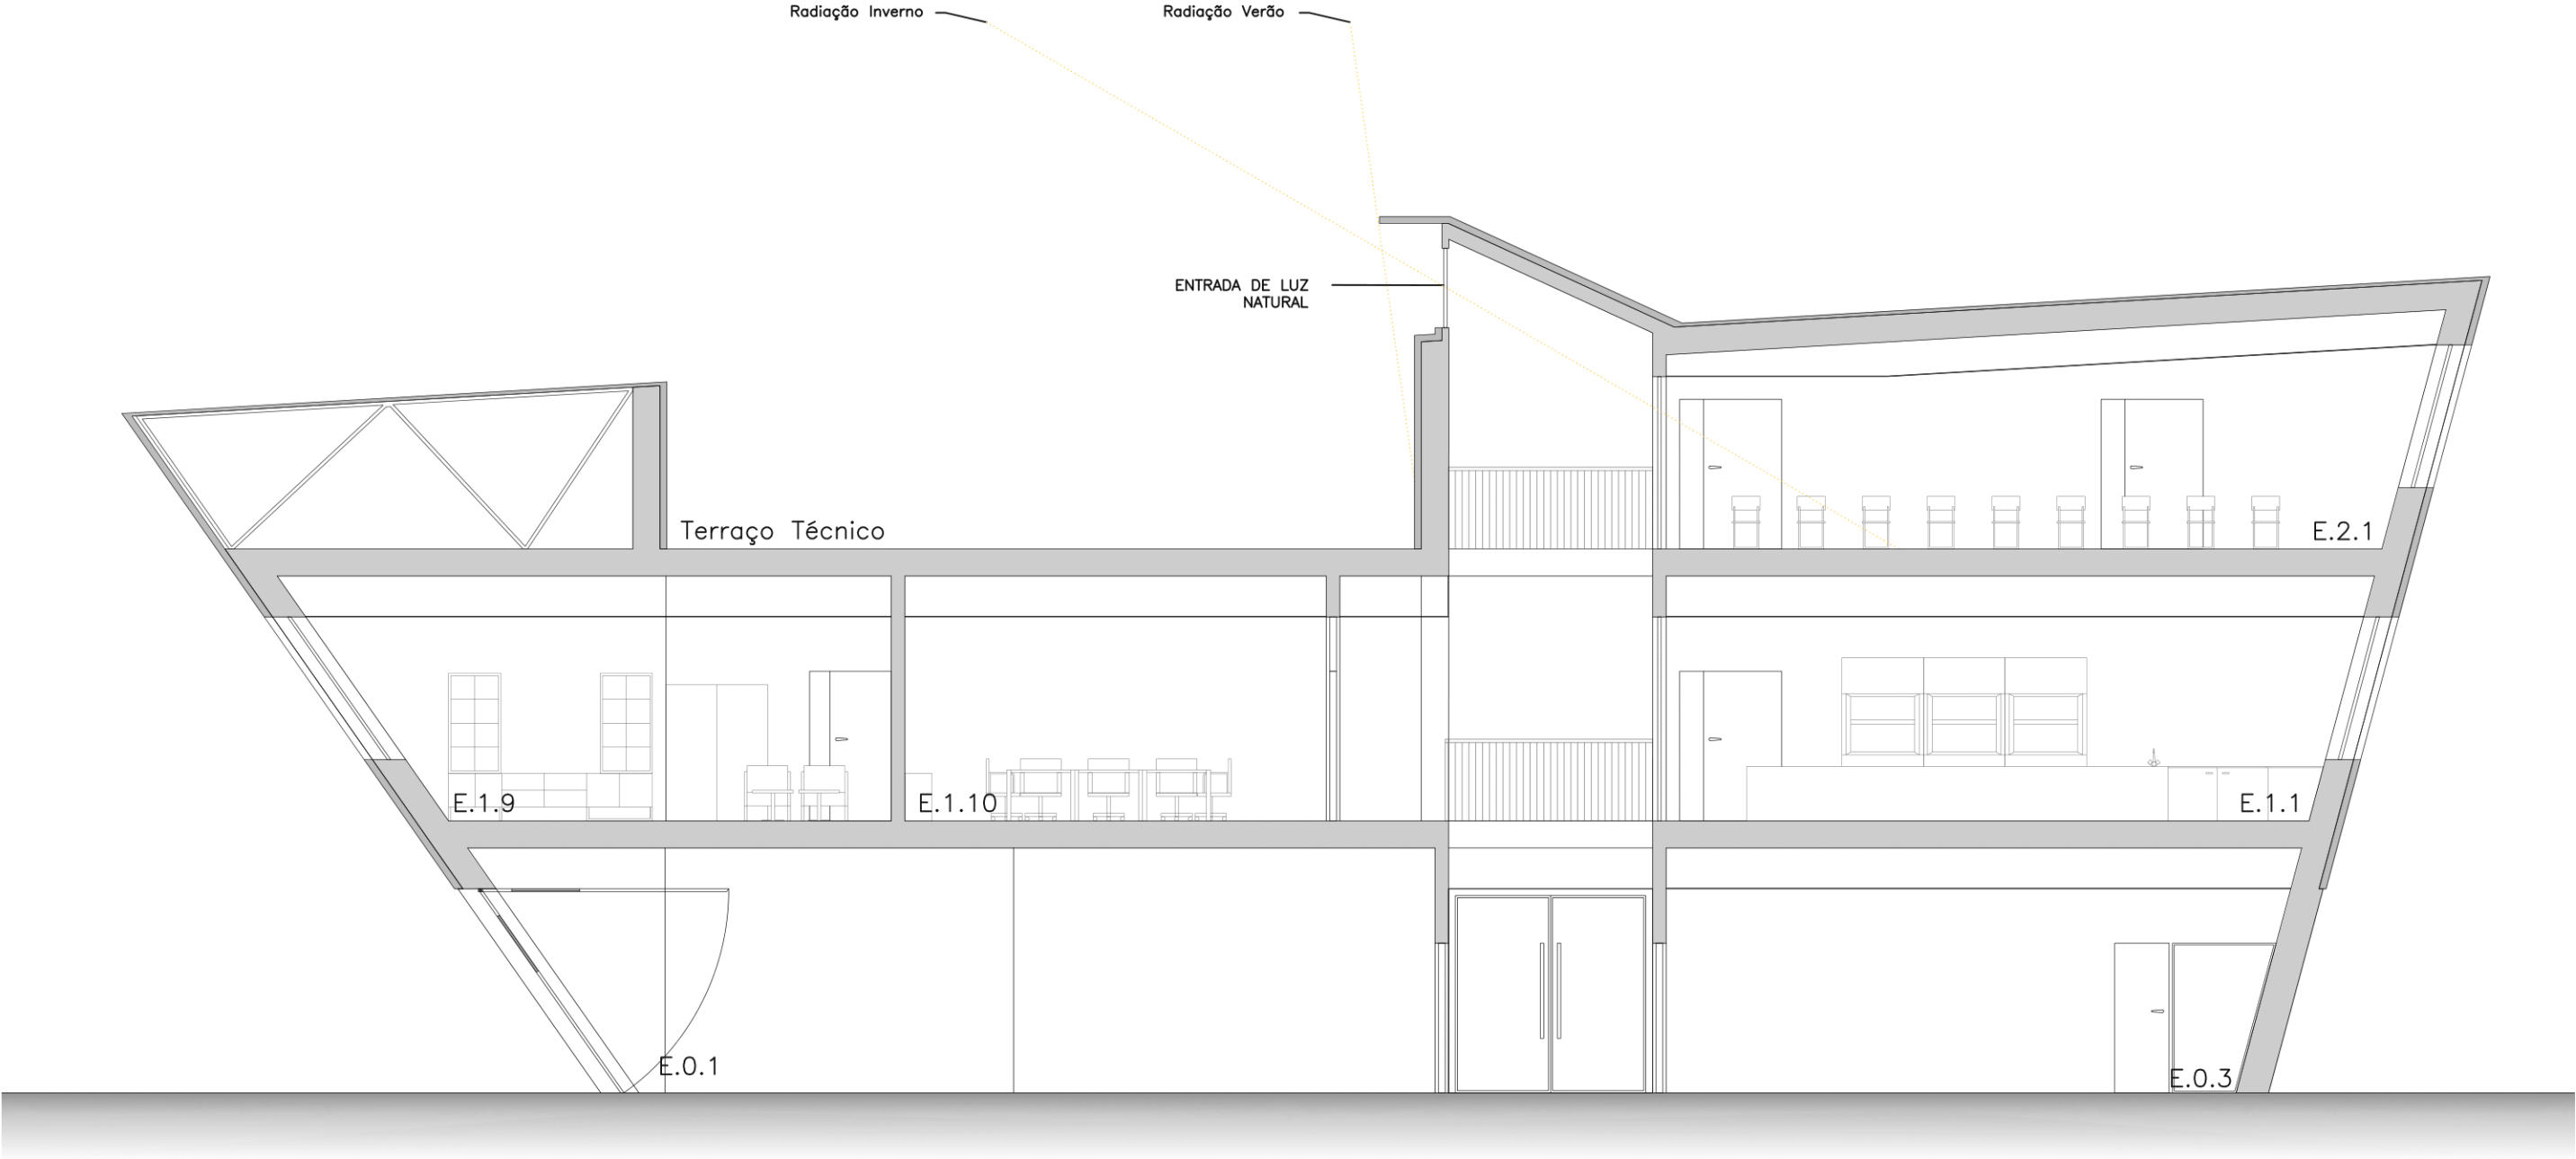 Radiação Inverno
Radiação Verão
ENTRADA DE LUZ
NATURAL
Terraço Técnico
E.2.1
E.1.9
E.1.10
E.1.1
E.0.1
E.0.3